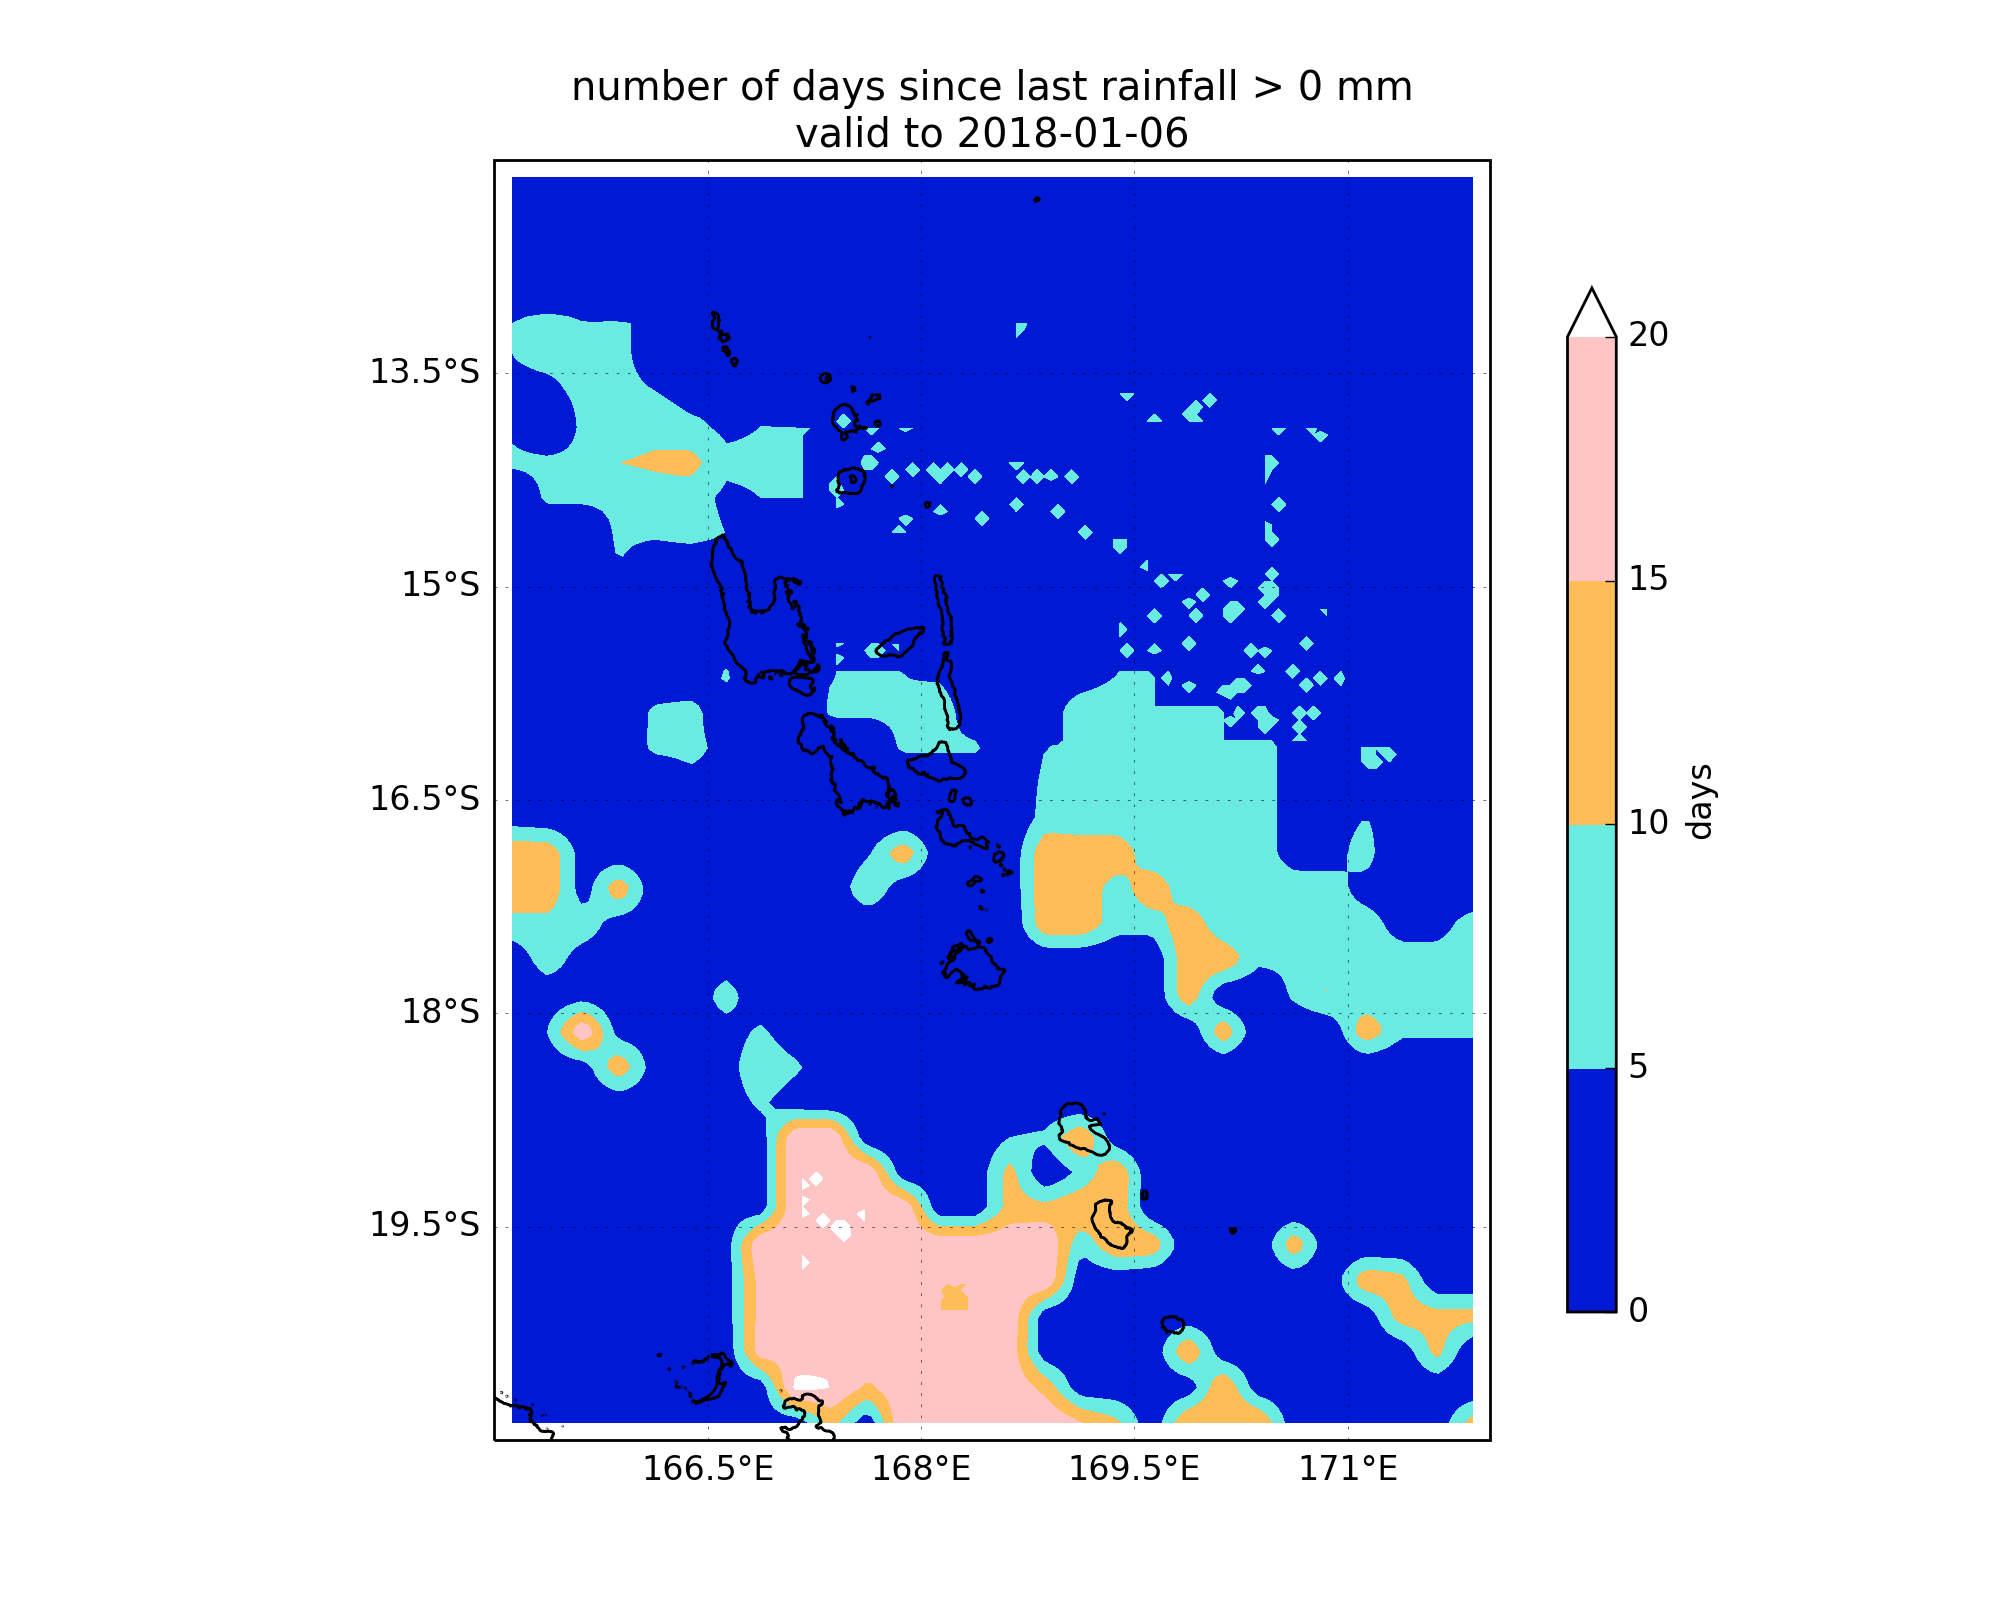 number of days since last rainfall > 0 mm
valid to 2018-01-06
13.5°S
15°S
16.5°S
18°S
19.5°S
166.5°E 168°E 169.5°E 171°E
20
15
10
5
0
days